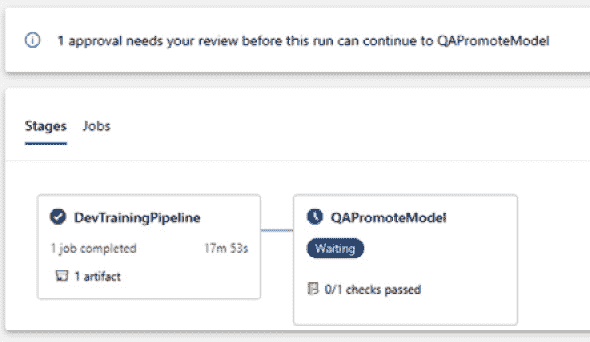 1 approval needs your review before this run can continue to QAPromoteModel
Stages Jobs
DevTrainingPipeline
1 job completed 17m 53s
1 artifact
QAPromoteModel
Waiting
0/1 checks passed